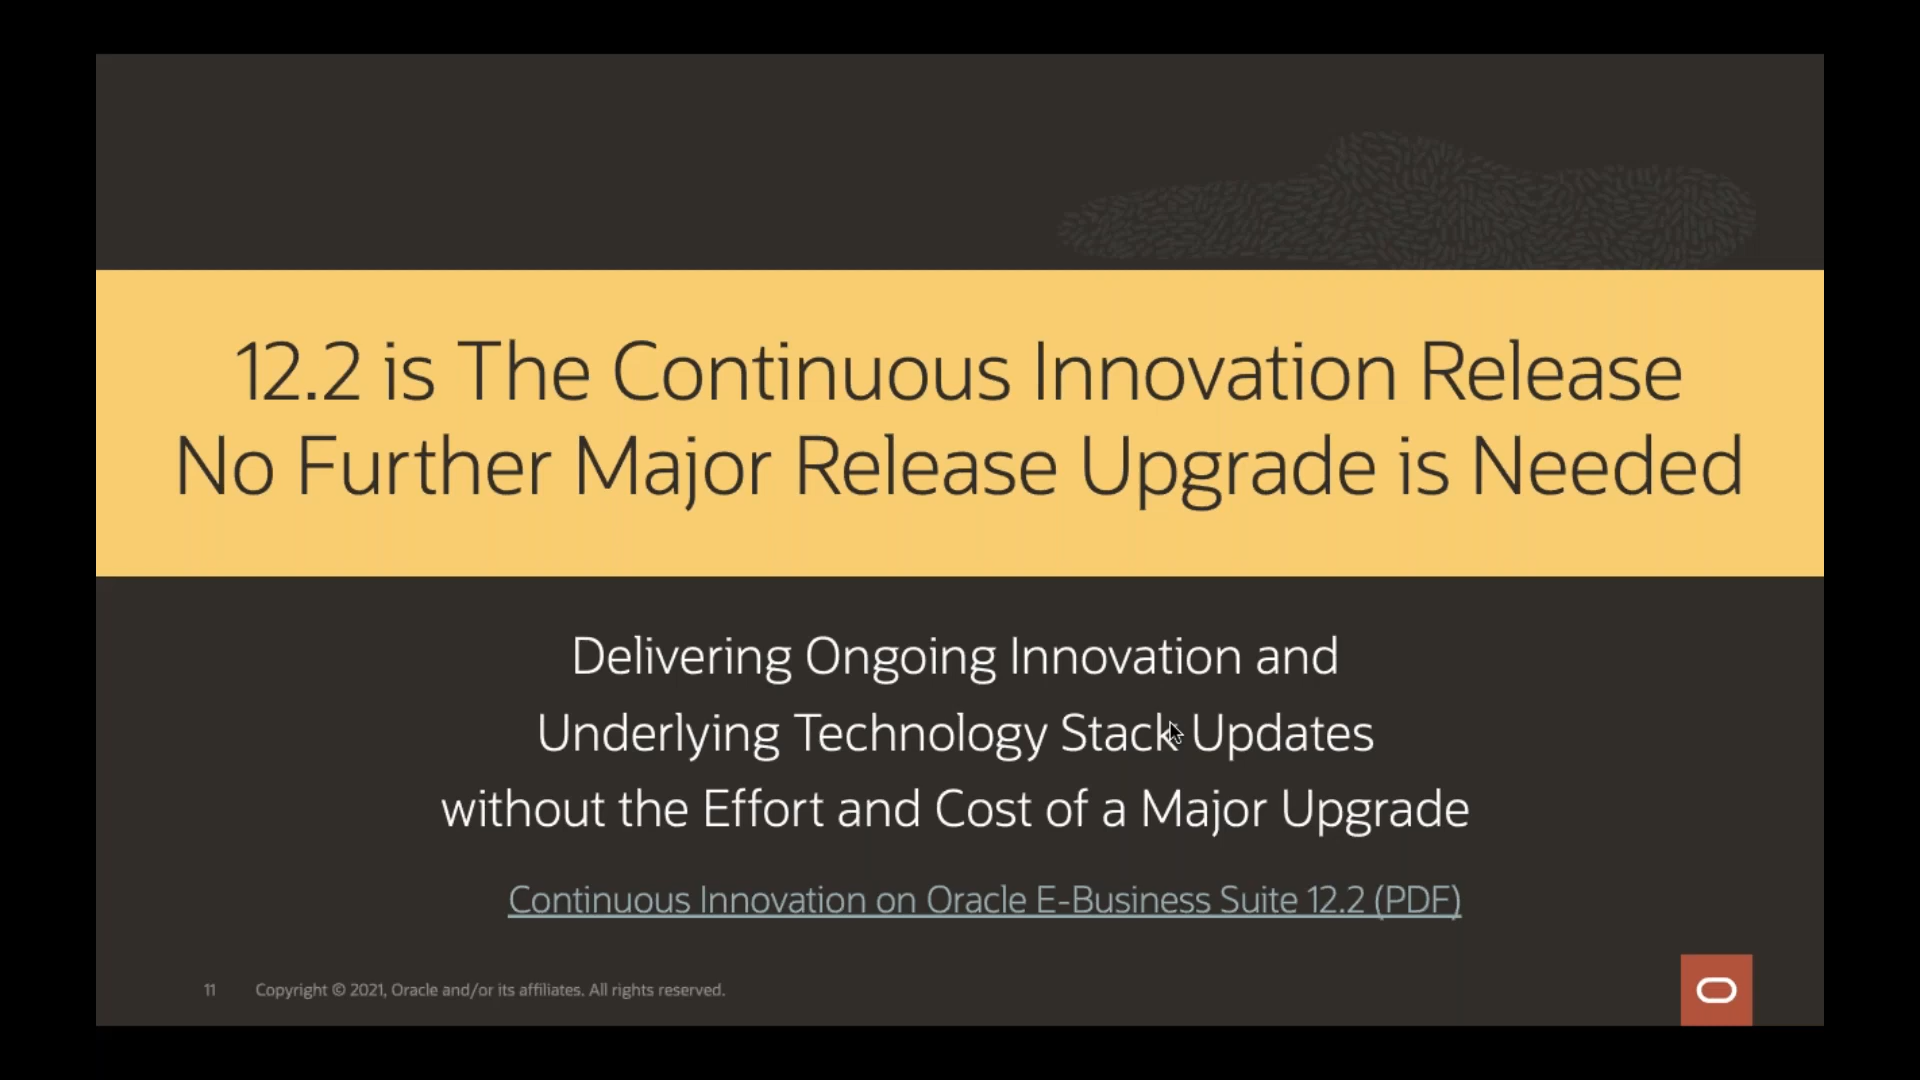 12.2 is The Continuous Innovation Release
No Further Major Release Upgrade is Needed
Delivering Ongoing Innovation and
Underlying Technology Stack Updates
without the Effort and Cost of a Major Upgrade
Continuous Innovation on Oracle E-Business Suite 12.2 (PDF)
11 Copyright © 2021, Oracle and/or its affiliates. All rights reserved.